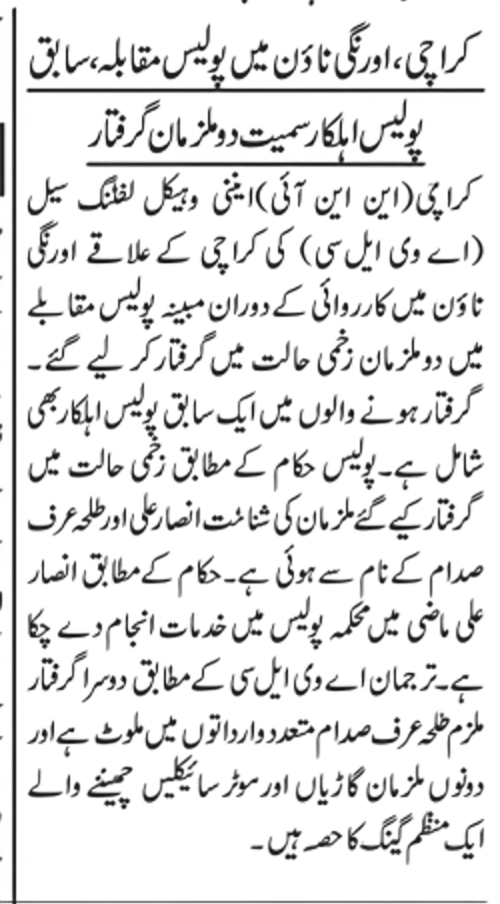 کراچی،اورنگی ٹاؤن میں پولیس مقابلہ،سابق
پولیس اہلکار سمیت دو ملزمان گرفتار
کراچی(این این آئی)اینٹی وہیکل لفٹنگ سیل
(اے وی ایل سی) کی کراچی کے علاقے اورنگی
ٹاؤن میں کارروائی کے دوران مبینہ پولیس مقابلے
میں دو ملزمان زخمی حالت میں گرفتار کر لیے گئے۔
گرفتار ہونے والوں میں ایک سابق پولیس اہلکار بھی
شامل ہے۔پولیس حکام کے مطابق زخمی حالت میں
گرفتار کیے گئے ملزمان کی شناخت انصار علی اور طلحہ عرف
صدام کے نام سے ہوئی ہے۔حکام کے مطابق انصار
علی ماضی میں محکمہ پولیس میں خدمات انجام دے چکا
ہے۔ترجمان اے وی ایل سی کے مطابق دوسرا گرفتار
ملزم طلحہ عرف صدام متعدد وارداتوں میں ملوث ہے اور
دونوں ملزمان گاڑیاں اور موٹر سائیکلیں چھیننے والے
ایک منظم گینگ کا حصہ ہیں۔